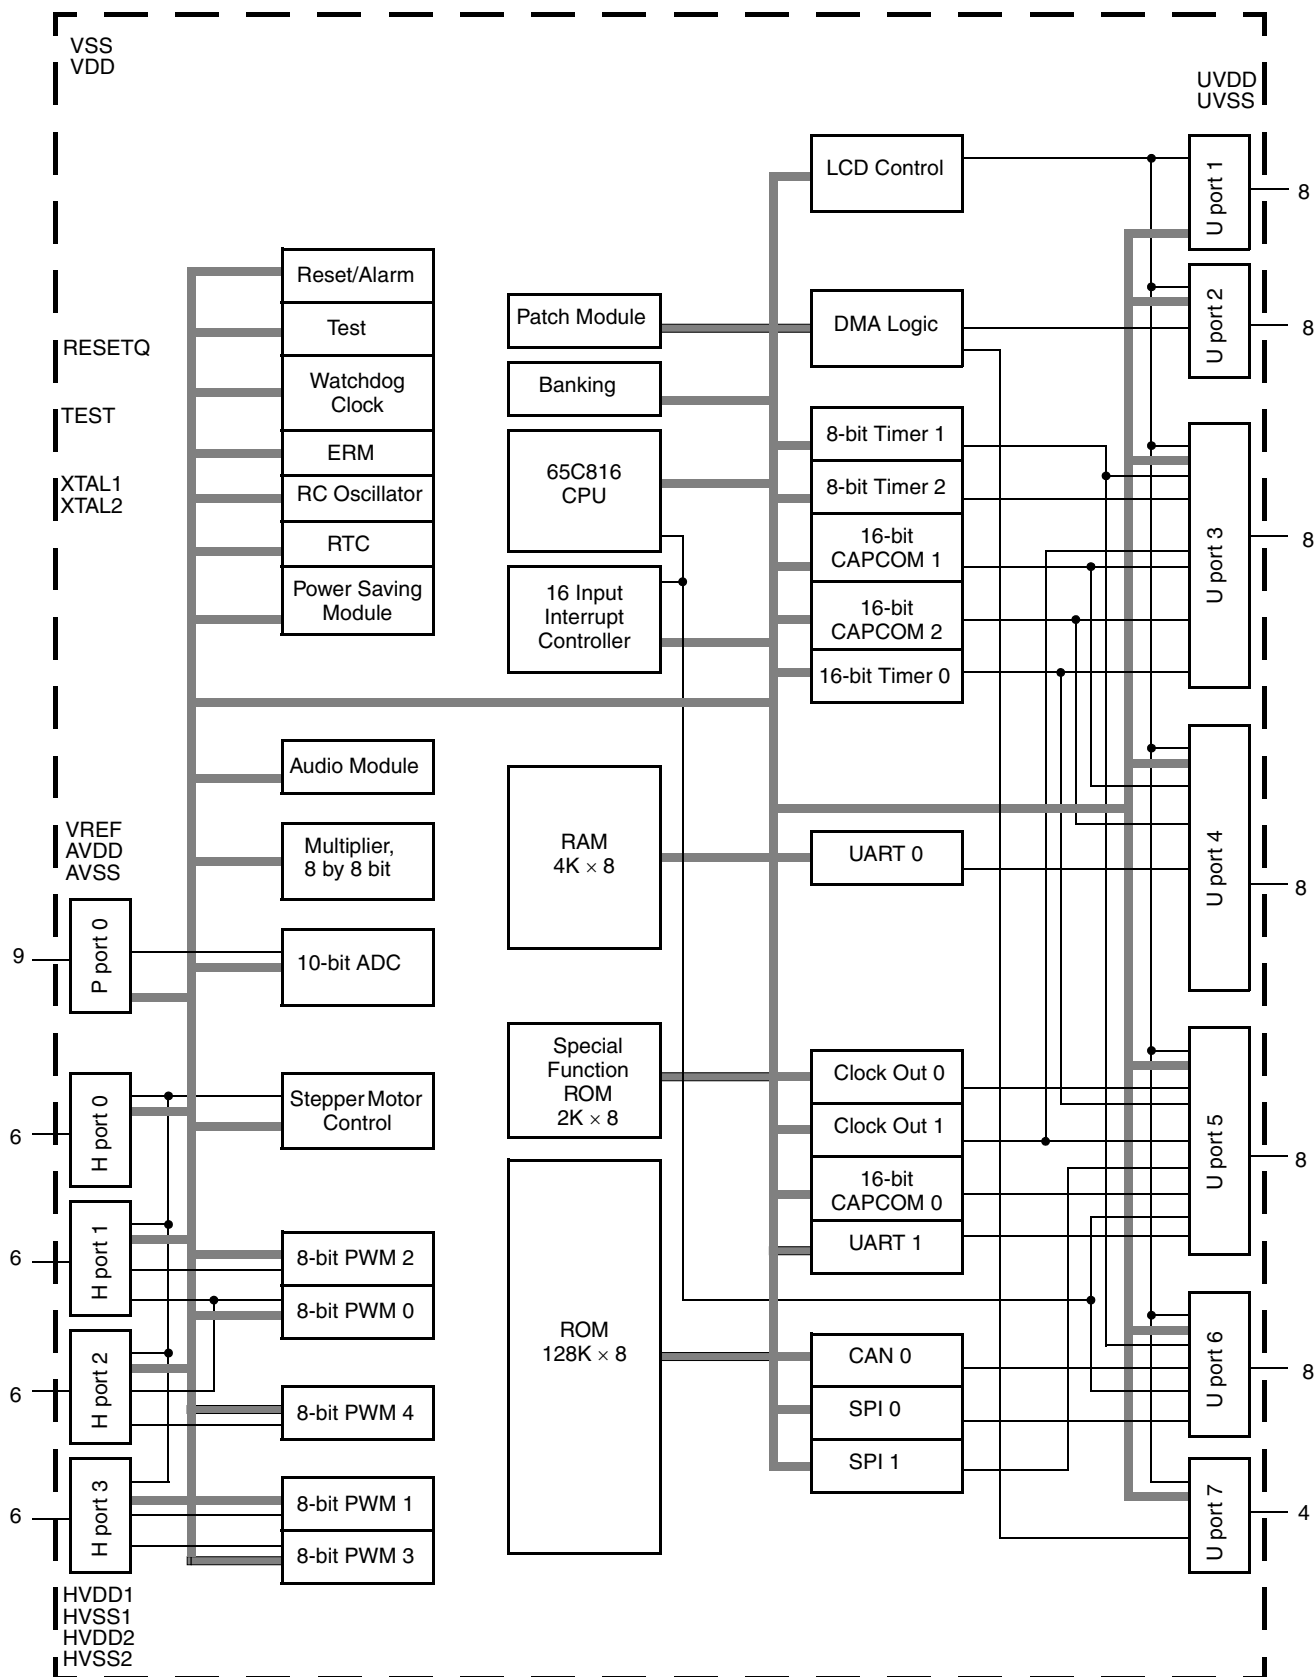 VSS
VDD
UVDD
UVSS
RESETQ
TEST
XTAL1
XTAL2
VREF
AVDD
AVSS
P port 0
9
H port 0
6
H port 1
6
H port 2
6
H port 3
6
HVDD1
HVSS1
HVDD2
HVSS2
Reset/Alarm
Test
Watchdog
Clock
ERM
RC Oscillator
RTC
Power Saving
Module
Audio Module
Multiplier,
8 by 8 bit
10-bit ADC
Stepper Motor
Control
8-bit PWM 2
8-bit PWM 0
8-bit PWM 4
8-bit PWM 1
8-bit PWM 3
Patch Module
Banking
65C816
CPU
16 Input
Interrupt
Controller
RAM
4K × 8
Special
Function
ROM
2K × 8
ROM
128K × 8
LCD Control
DMA Logic
8-bit Timer 1
8-bit Timer 2
16-bit
CAPCOM 1
16-bit
CAPCOM 2
16-bit Timer 0
UART 0
Clock Out 0
Clock Out 1
16-bit
CAPCOM 0
UART 1
CAN 0
SPI 0
SPI 1
U port 1
8
U port 2
8
U port 3
8
U port 4
8
U port 5
8
U port 6
8
U port 7
4